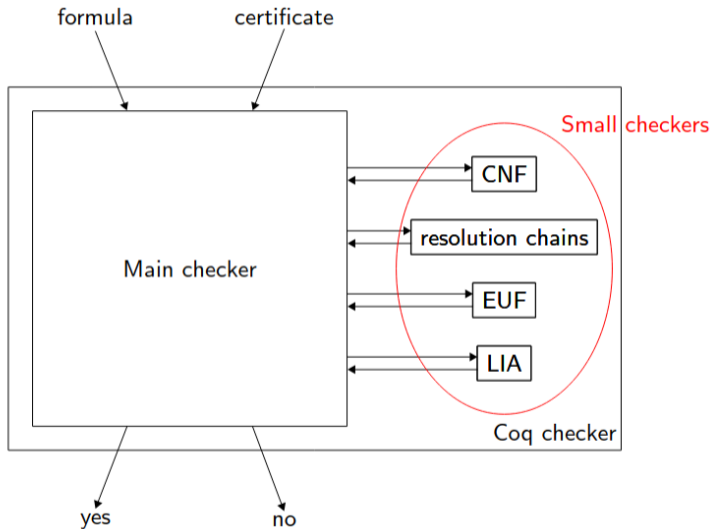 formula
certificate
Small checkers
CNF
resolution chains
Main checker
EUF
LIA
Coq checker
yes
no